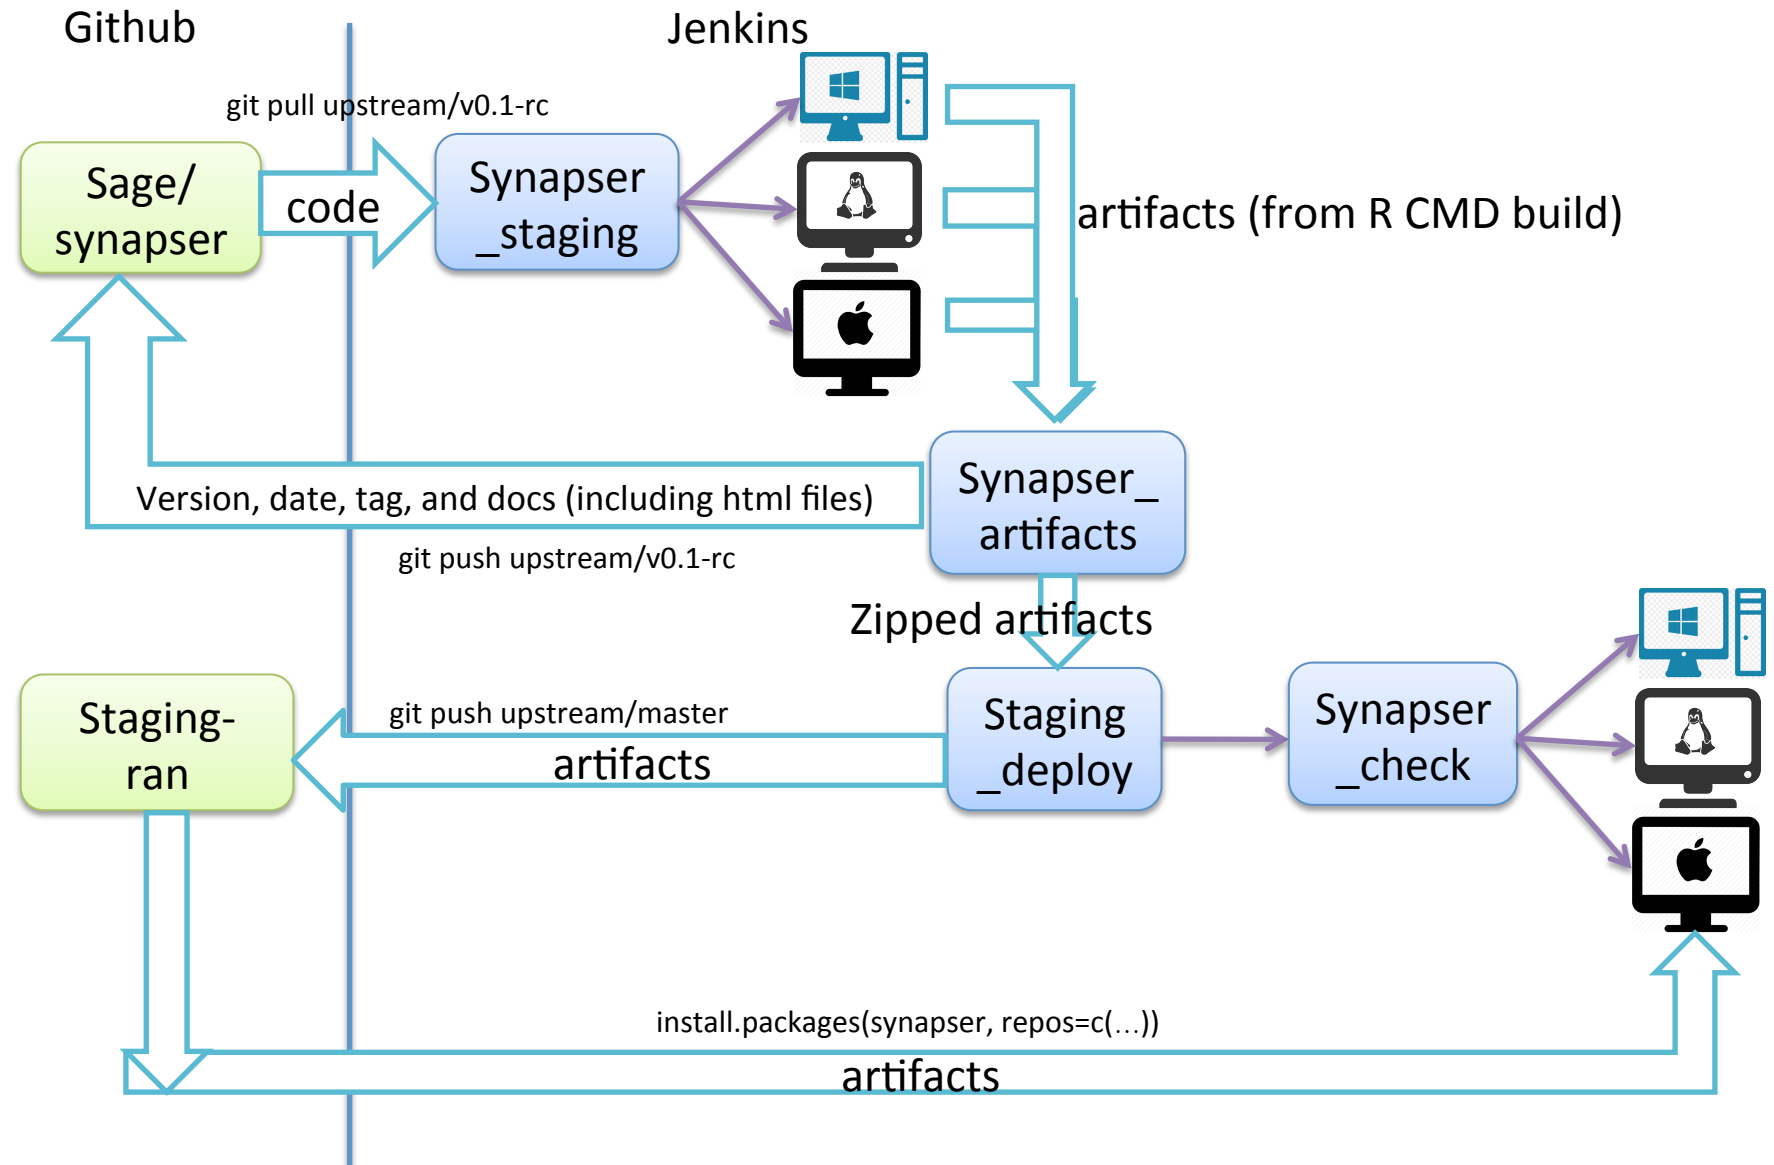 Github
Jenkins
git pull upstream/v0.1-rc
Sage/
synapser
code
Synapser
_staging
artifacts (from R CMD build)
Synapser_
artifacts
Version, date, tag, and docs (including html files)
git push upstream/v0.1-rc
Zipped artifacts
Staging-
ran
git push upstream/master
artifacts
Staging
_deploy
Synapser
_check
install.packages(synapser, repos=c(…))
artifacts